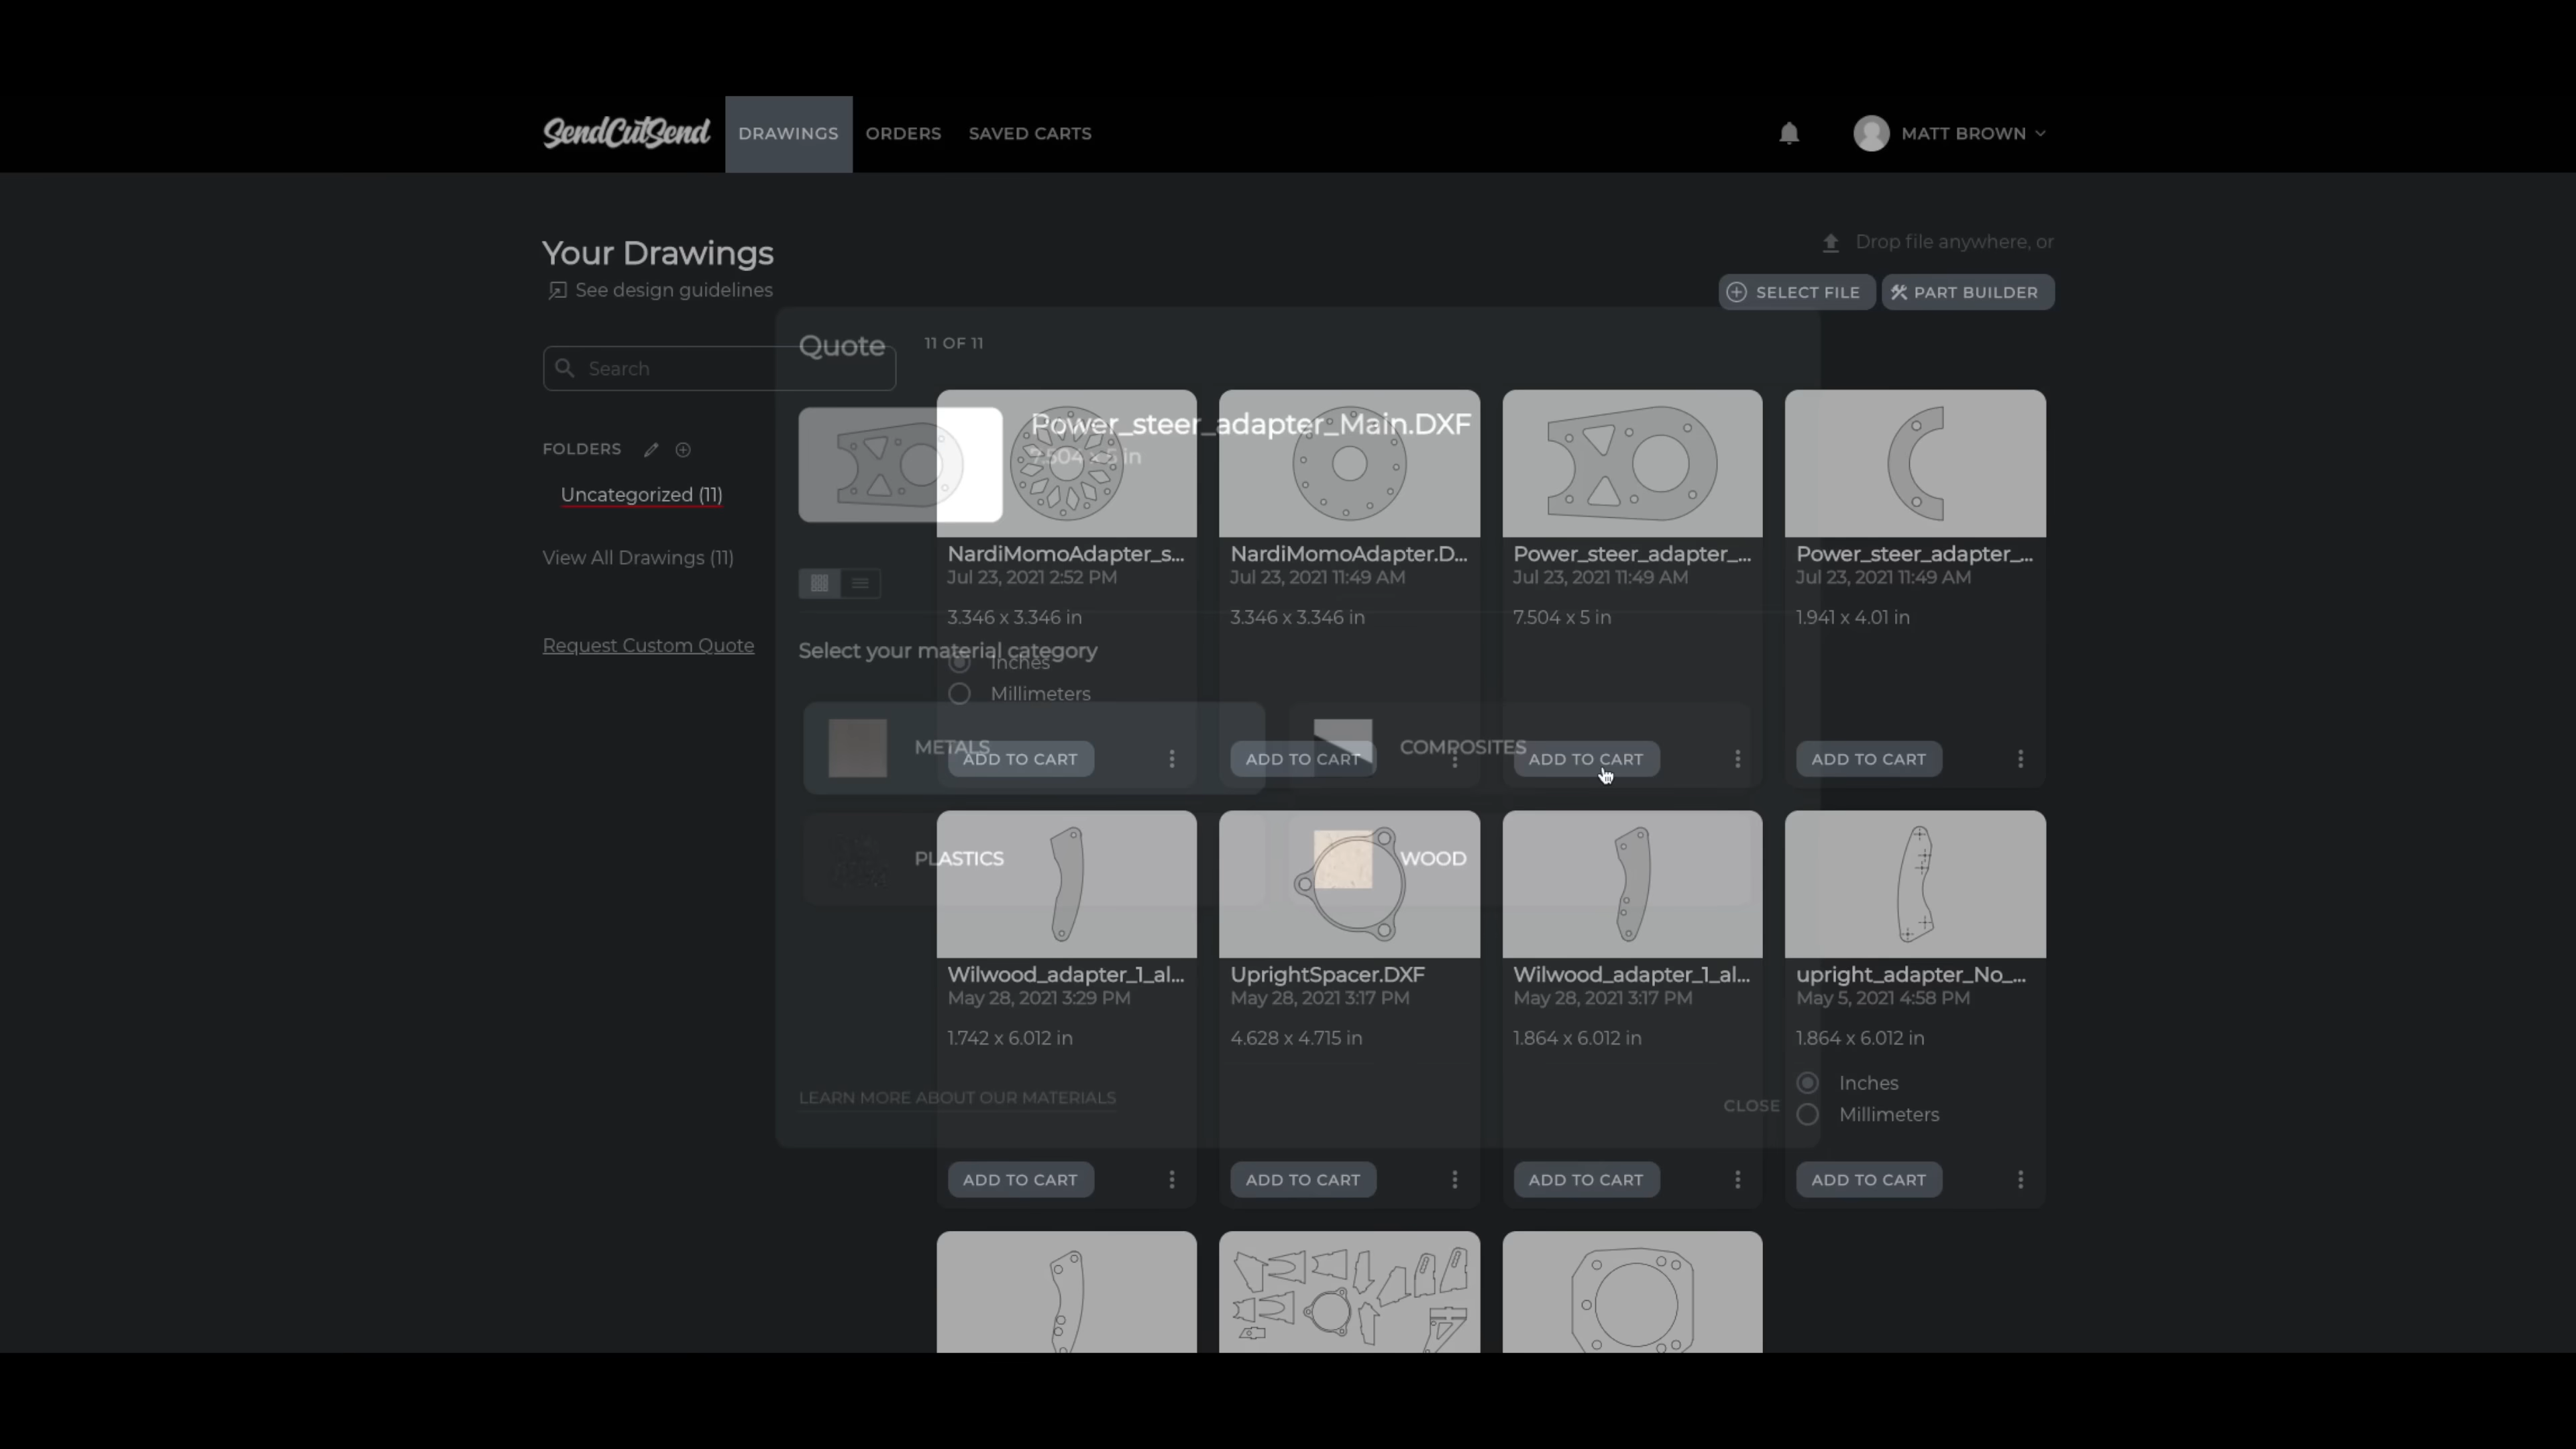 SendCutSend DRAWINGS ORDERS SAVED CARTS MATT BROWN
Your Drawings
See design guidelines
Drop file anywhere, or
SELECT FILE PART BUILDER
Search
FOLDERS
Uncategorized (11)
View All Drawings (11)
Request Custom Quote
Quote
11 OF 11
Power_steer_adapter_Main.DXF
7.504 x 5 in
Select your material category
METALS
COMPOSITES
PLASTICS
WOOD
LEARN MORE ABOUT OUR MATERIALS
CLOSE
NardiMomoAdapter_s...
Jul 23, 2021 2:52 PM
3.346 x 3.346 in
Inches
Millimeters
ADD TO CART
NardiMomoAdapter.D...
Jul 23, 2021 11:49 AM
3.346 x 3.346 in
ADD TO CART
Power_steer_adapter_...
Jul 23, 2021 11:49 AM
7.504 x 5 in
ADD TO CART
Power_steer_adapter_...
Jul 23, 2021 11:49 AM
1.941 x 4.01 in
ADD TO CART
Wilwood_adapter_1_al...
May 28, 2021 3:29 PM
1.742 x 6.012 in
ADD TO CART
UprightSpacer.DXF
May 28, 2021 3:17 PM
4.628 x 4.715 in
ADD TO CART
Wilwood_adapter_1_al...
May 28, 2021 3:17 PM
1.864 x 6.012 in
ADD TO CART
upright_adapter_No_...
May 5, 2021 4:58 PM
1.864 x 6.012 in
Inches
Millimeters
ADD TO CART